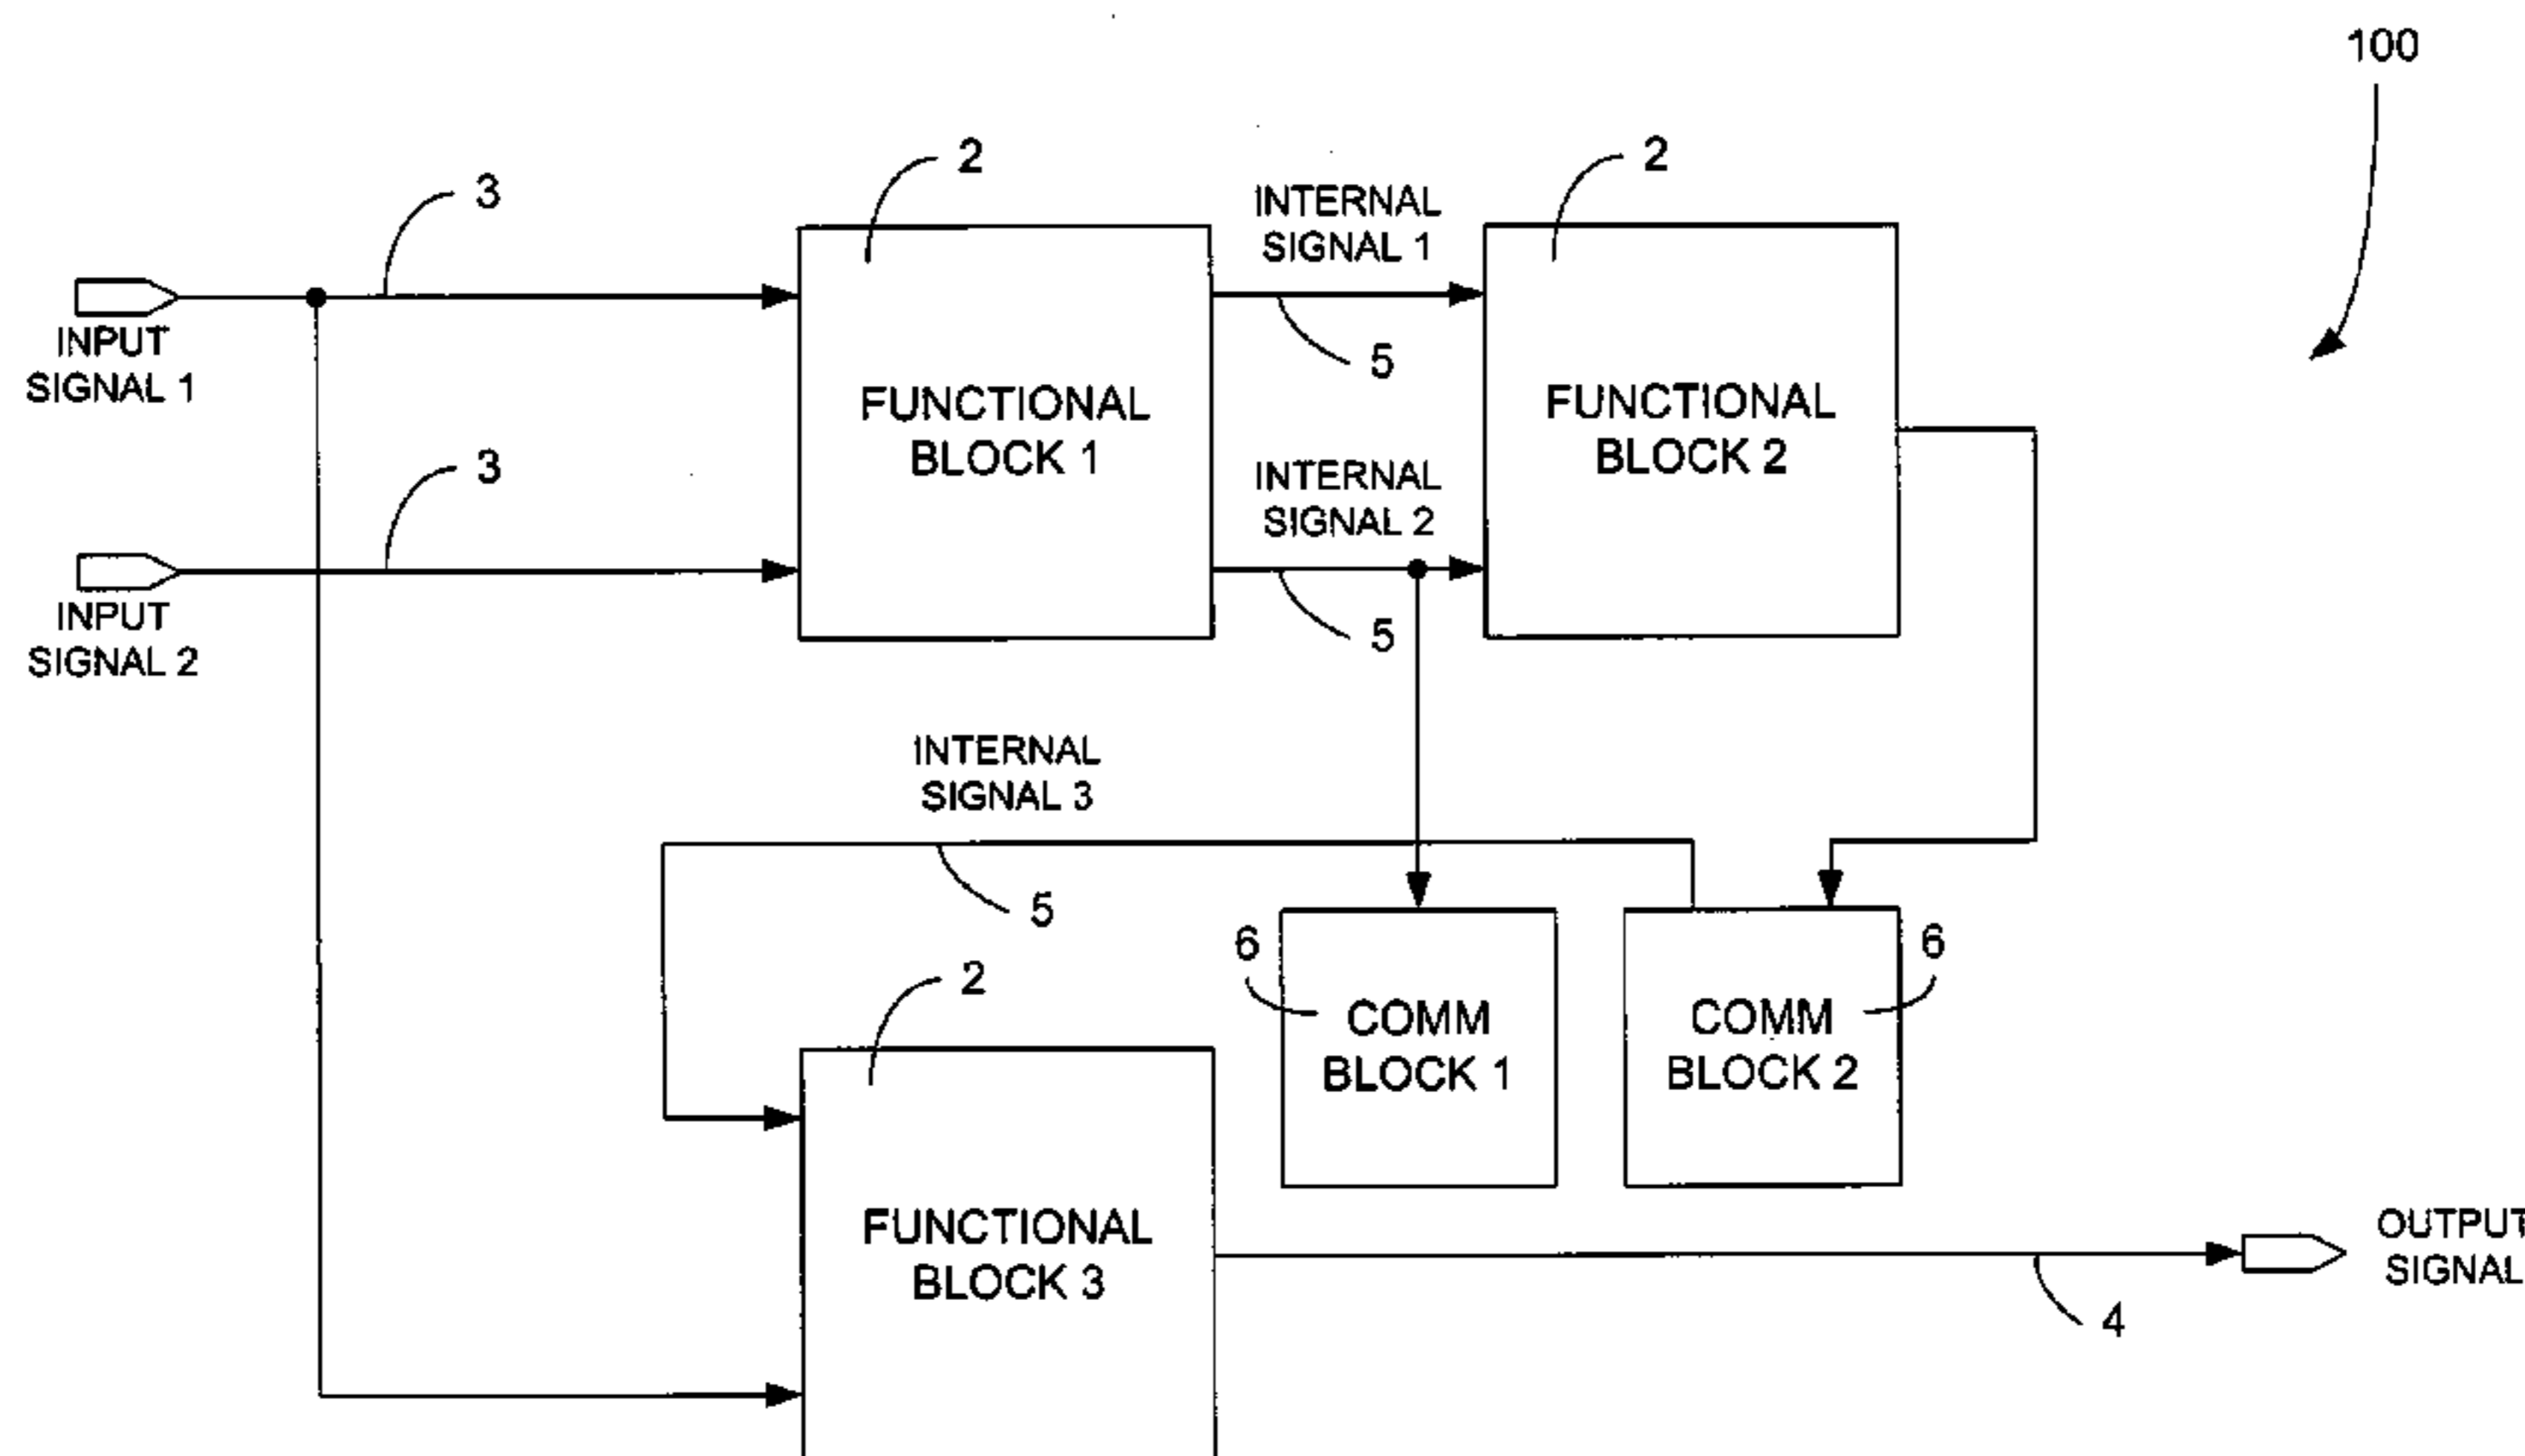 100
2
2
3
INTERNAL
SIGNAL 1
INPUT
SIGNAL 1
5
FUNCTIONAL
BLOCK 1
FUNCTIONAL
BLOCK 2
3
INTERNAL
SIGNAL 2
INPUT
SIGNAL 2
5
INTERNAL
SIGNAL 3
5
6
6
2
COMM
BLOCK 1
COMM
BLOCK 2
FUNCTIONAL
BLOCK 3
OUTPUT
SIGNAL
4